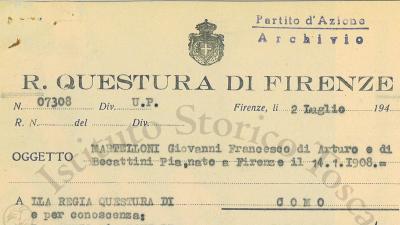 Partito d'Azione
Archivio
R. QUESTURA DI FIRENZE
N. 07308 Div. U.P. Firenze, li 2 Luglio 194
R. N. del Div.
OGGETTO MARTELLONI Giovanni Francesco di Arturo e di
Becattini Pia, nato a Firenze il 14.1.1908.=
A LLA REGIA QUESTURA DI COMO
e per conoscenza;
Istituto Storico Tosca